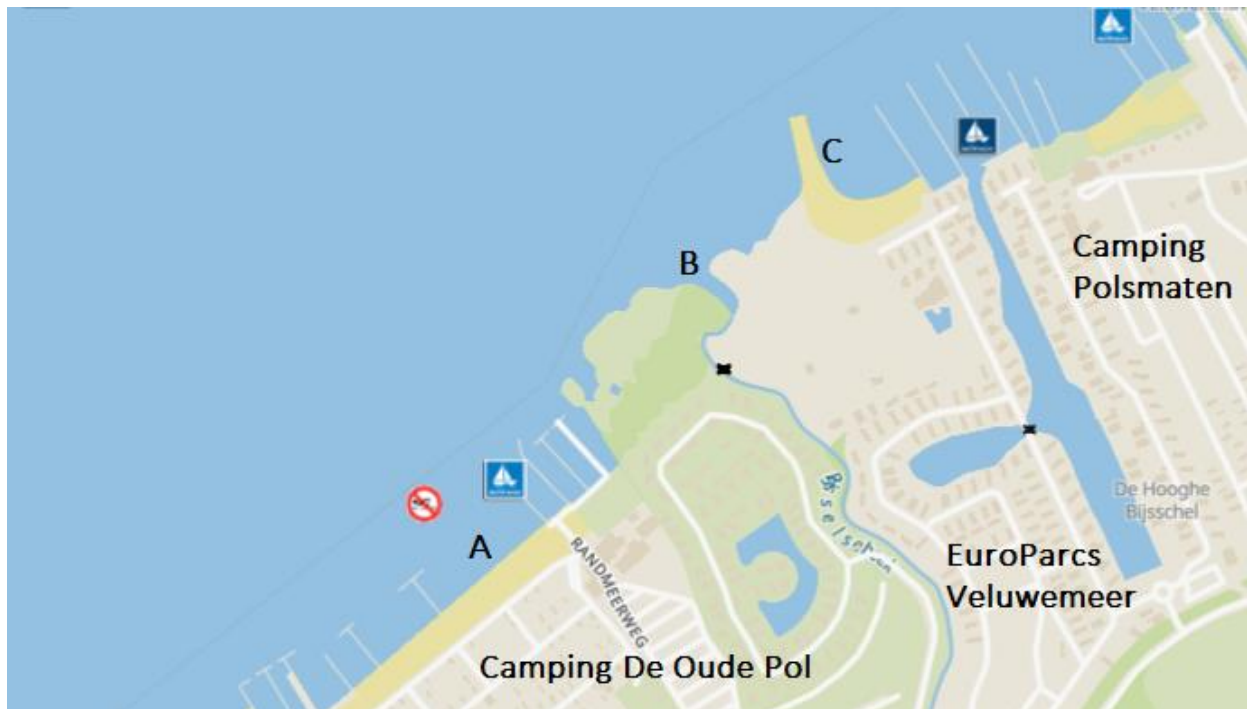 C
B
Camping
Polsmaten
De Hooghe
Bijsschel
A
EuroParcs
Veluwemeer
RANDMEERWEG
Camping De Oude Pol